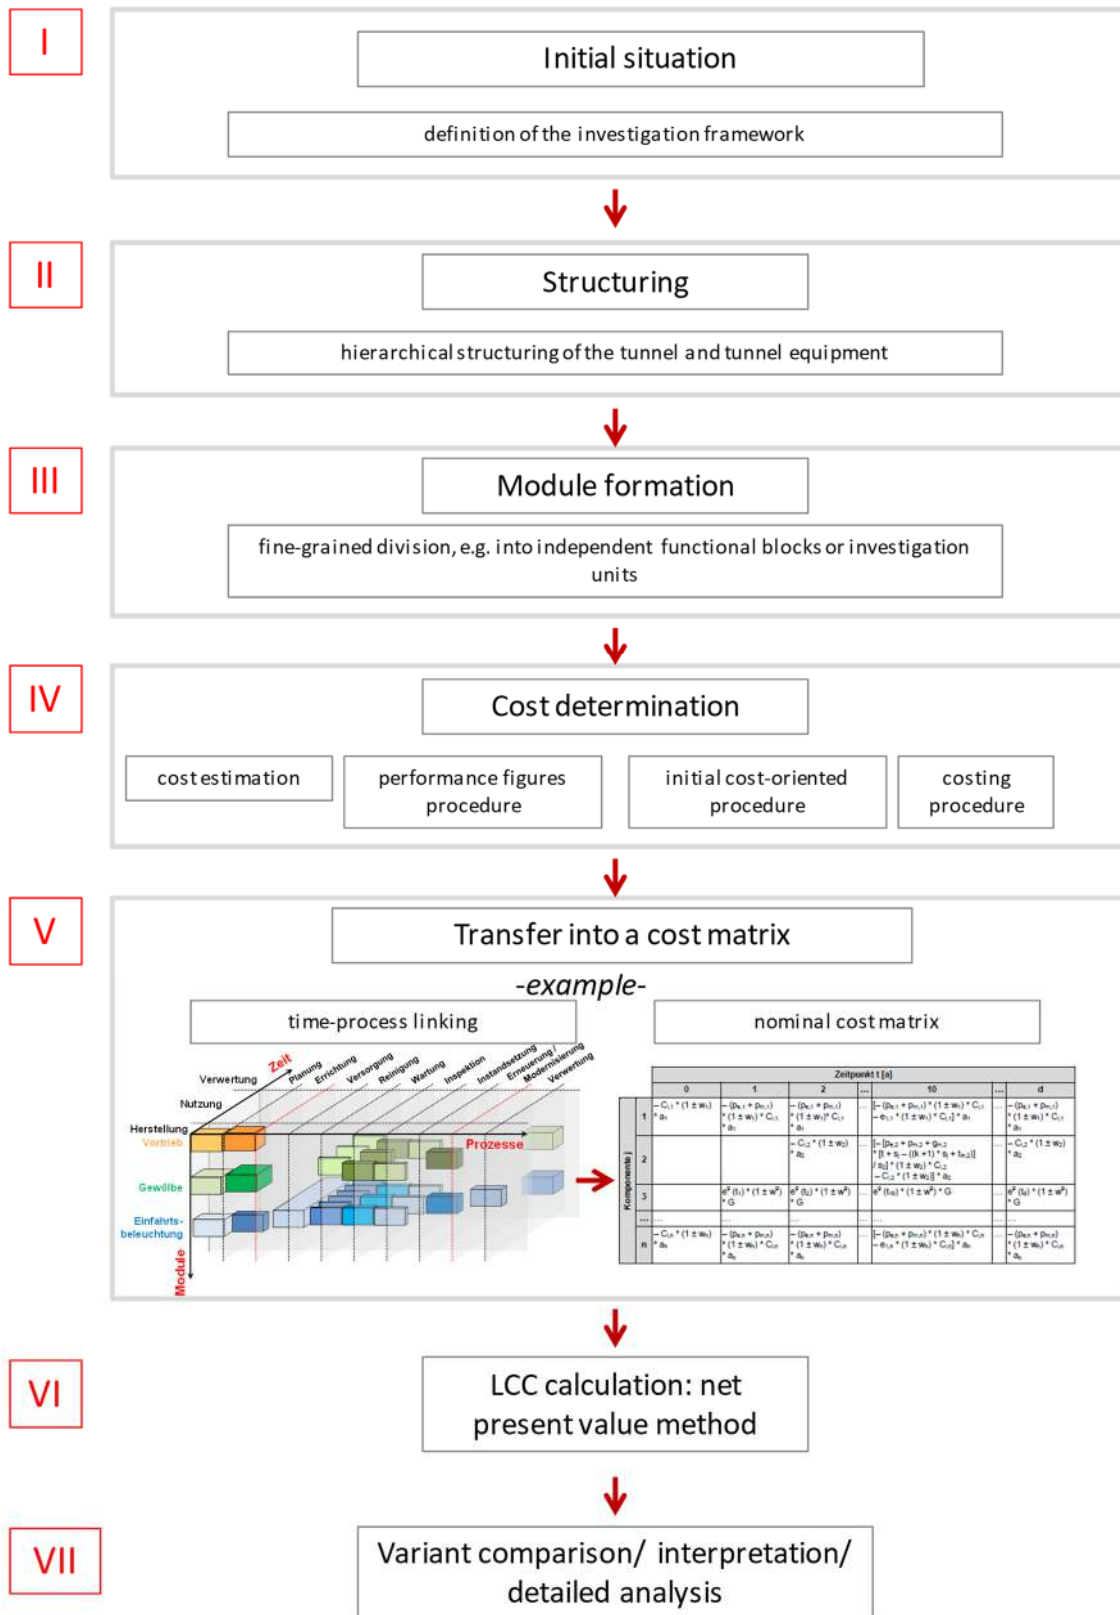 I
Initial situation
definition of the investigation framework
II
Structuring
hierarchical structuring of the tunnel and tunnel equipment
III
Module formation
fine-grained division, e.g. into independent functional blocks or investigation
units
IV
Cost determination
cost estimation
performance figures
procedure
initial cost-oriented
procedure
costing
procedure
V
Transfer into a cost matrix
-example-
time-process linking
nominal cost matrix
Zeit
Planung
Errichtung
Versorgung
Reinigung
Wartung
Inspektion
Instandsetzung
Erneuerung /
Modernisierung
Verwertung
Verwertung
Nutzung
Herstellung
Vortrieb
Prozesse
Gewölbe
Einfahrts-
beleuchtung
Module
Zeitpunkt t [a]
0 1 2 ... 10 ... d
Komponente j
1
2
3
...
n
VI
LCC calculation: net
present value method
VII
Variant comparison/ interpretation/
detailed analysis